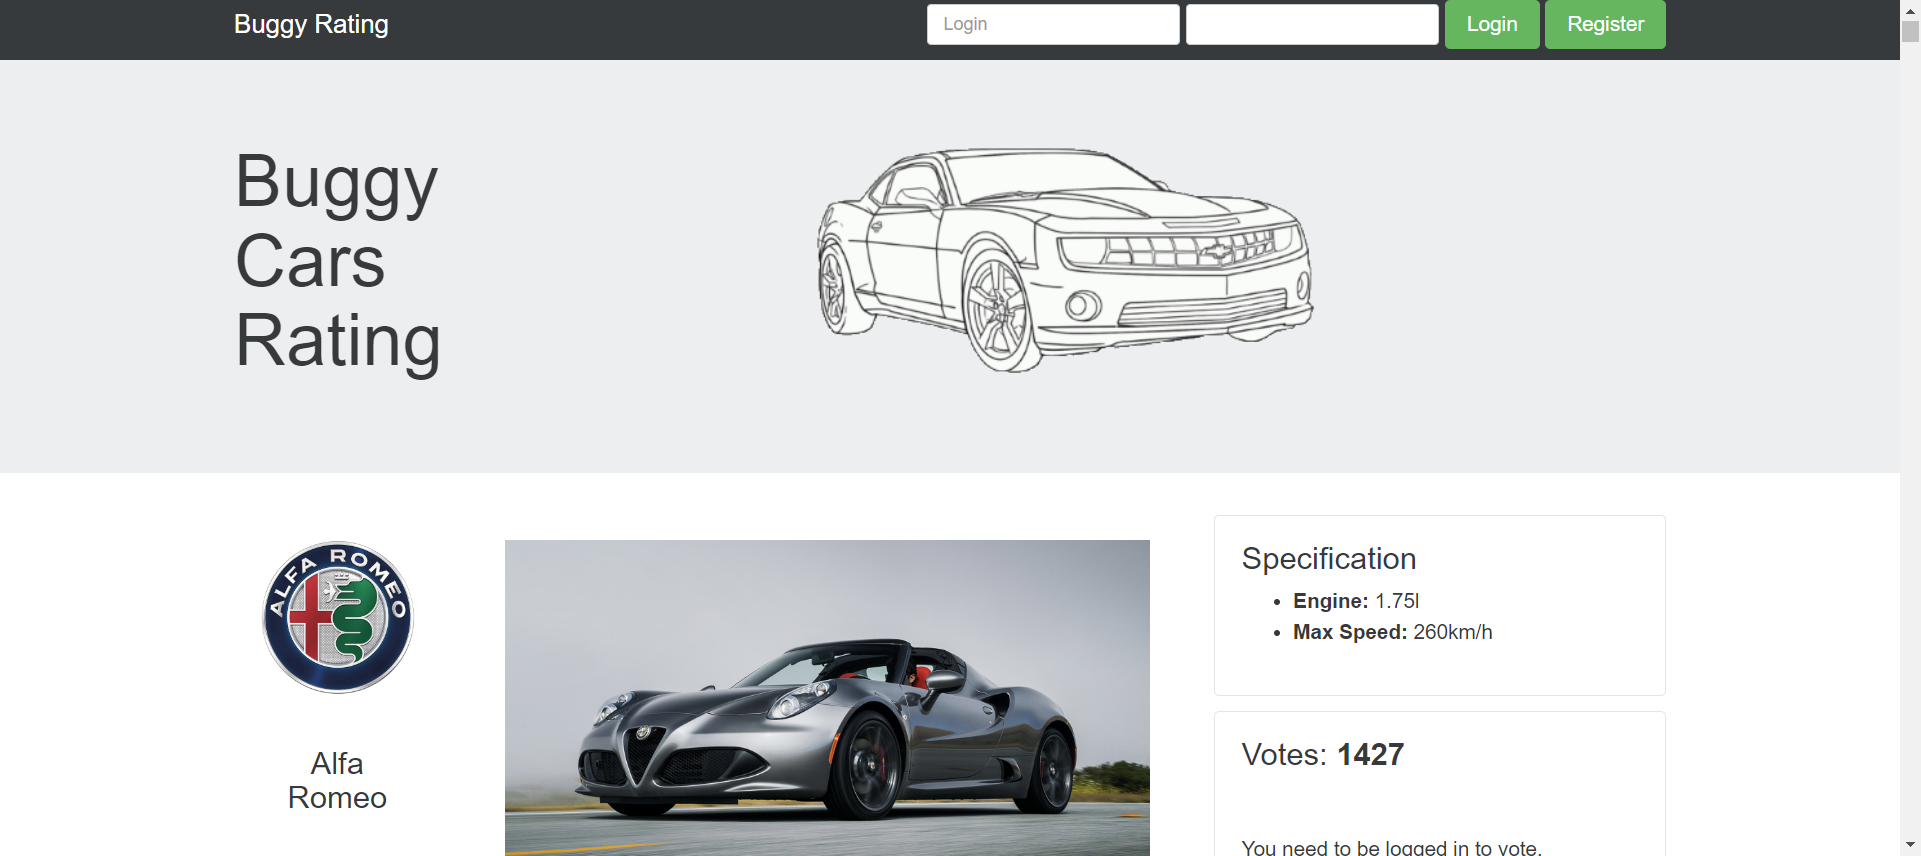 Buggy Rating
Login
Login
Register
Buggy
Cars
Rating
ALFA ROMEO
Alfa
Romeo
Specification
Engine: 1.75l
Max Speed: 260km/h
Votes: 1427
You need to be logged in to vote.